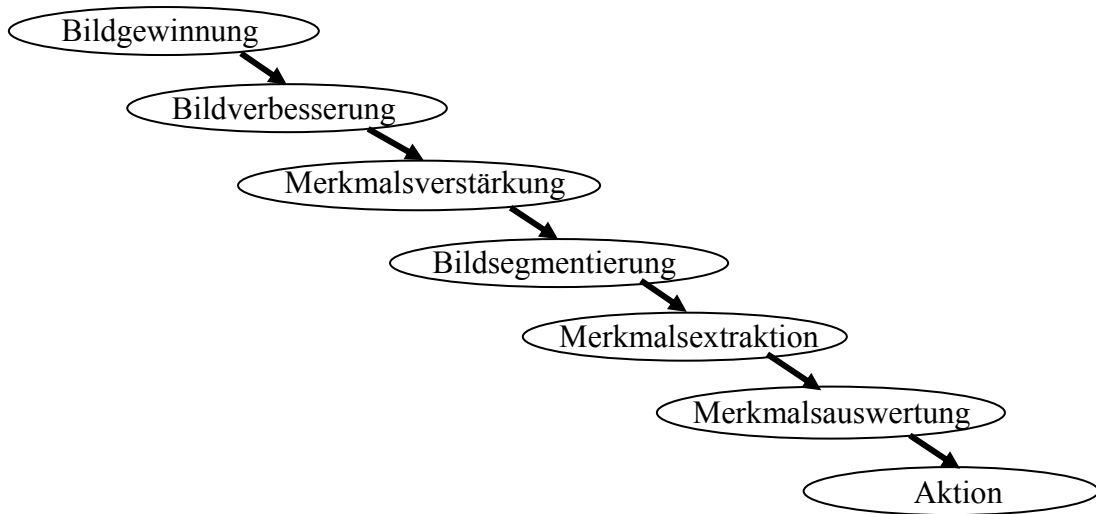 Bildgewinnung
Bildverbesserung
Merkmalsverstärkung
Bildsegmentierung
Merkmalsextraktion
Merkmalsauswertung
Aktion